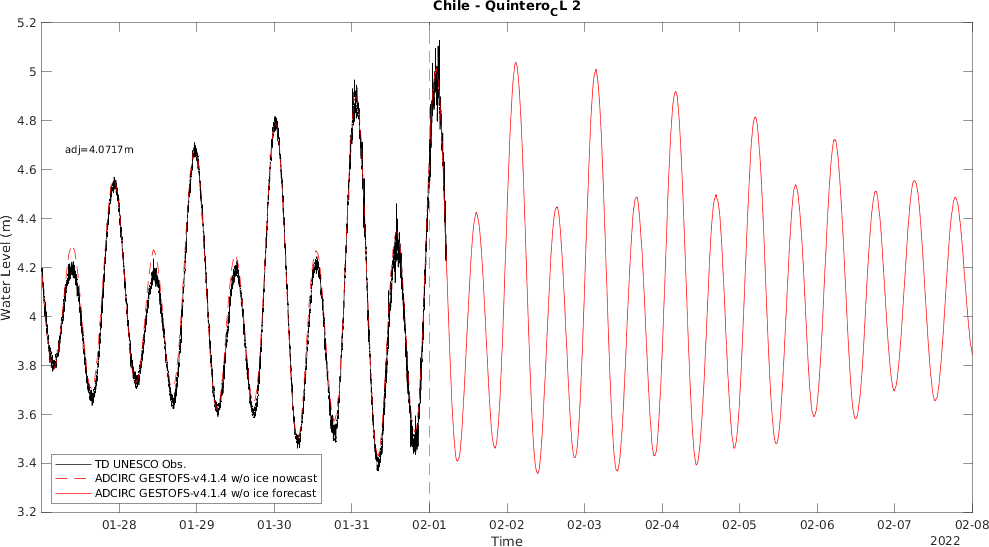 Chile - Quintero_CL 2
5.2
5
4.8
4.6
4.4
4.2
4
3.8
3.6
3.4
3.2
Water Level (m)
adj=4.0717m
TD UNESCO Obs.
ADCIRC GESTOFS-v4.1.4 w/o ice nowcast
ADCIRC GESTOFS-v4.1.4 w/o ice forecast
01-28 01-29 01-30 01-31 02-01 02-02 02-03 02-04 02-05 02-06 02-07 02-08
Time
2022